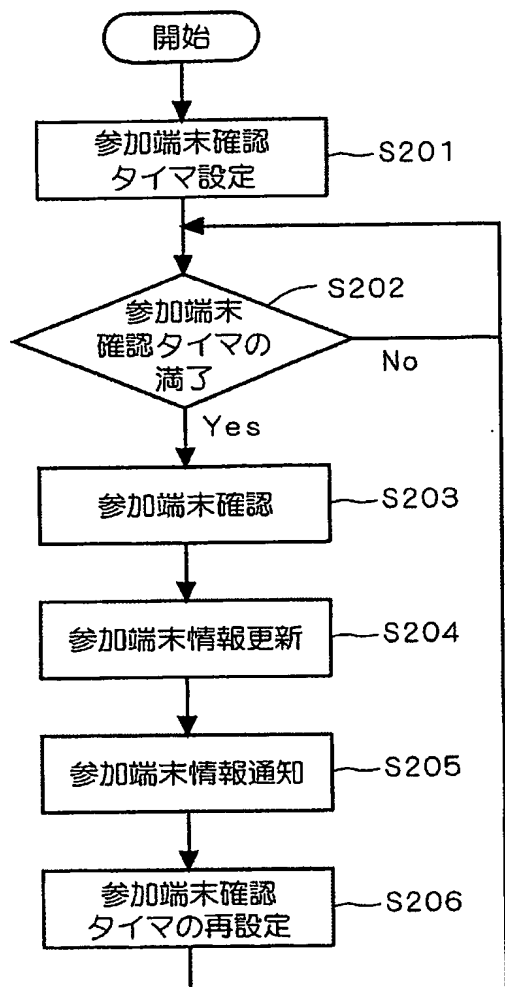 開始
参加端末確認
タイマ設定
S201
S202
参加端末
確認タイマの
満了
No
Yes
参加端末確認
S203
参加端末情報更新
S204
参加端末情報通知
S205
参加端末確認
タイマの再設定
S206